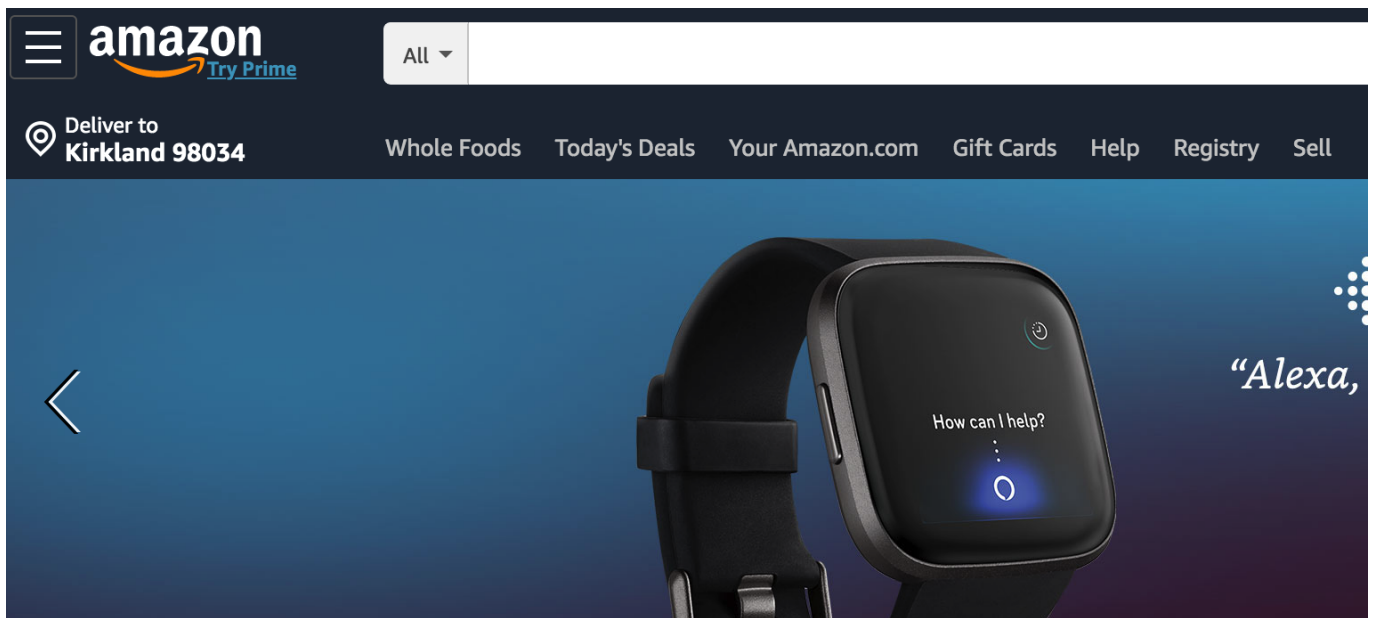 amazon
Try Prime
All
Deliver to
Kirkland 98034
Whole Foods
Today's Deals
Your Amazon.com
Gift Cards
Help
Registry
Sell
“Alexa,
How can I help?